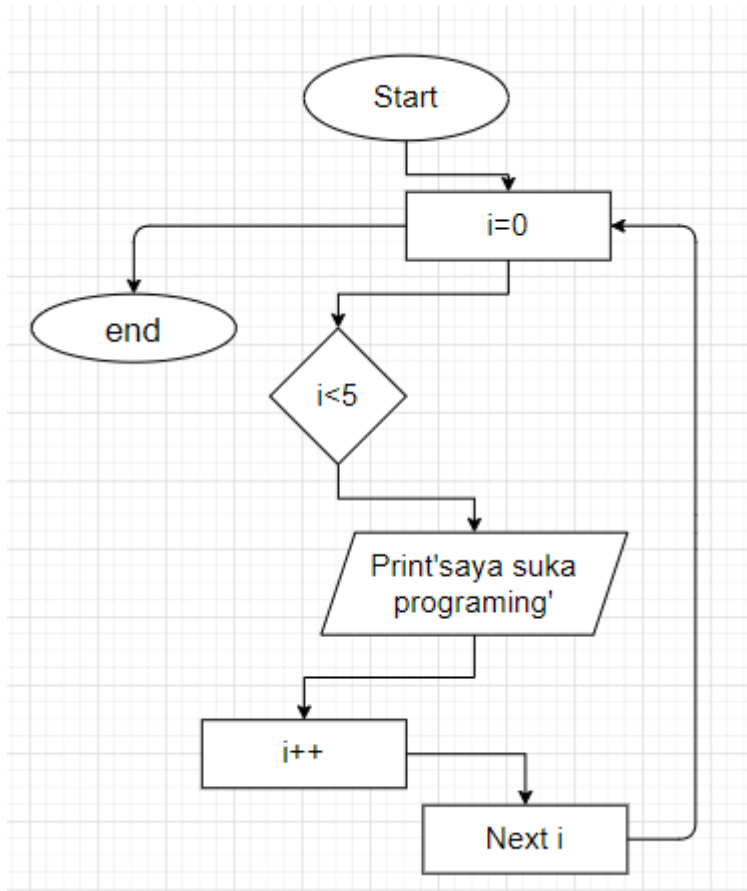 Start
i=0
end
i<5
Print'saya suka
programing'
i++
Next i